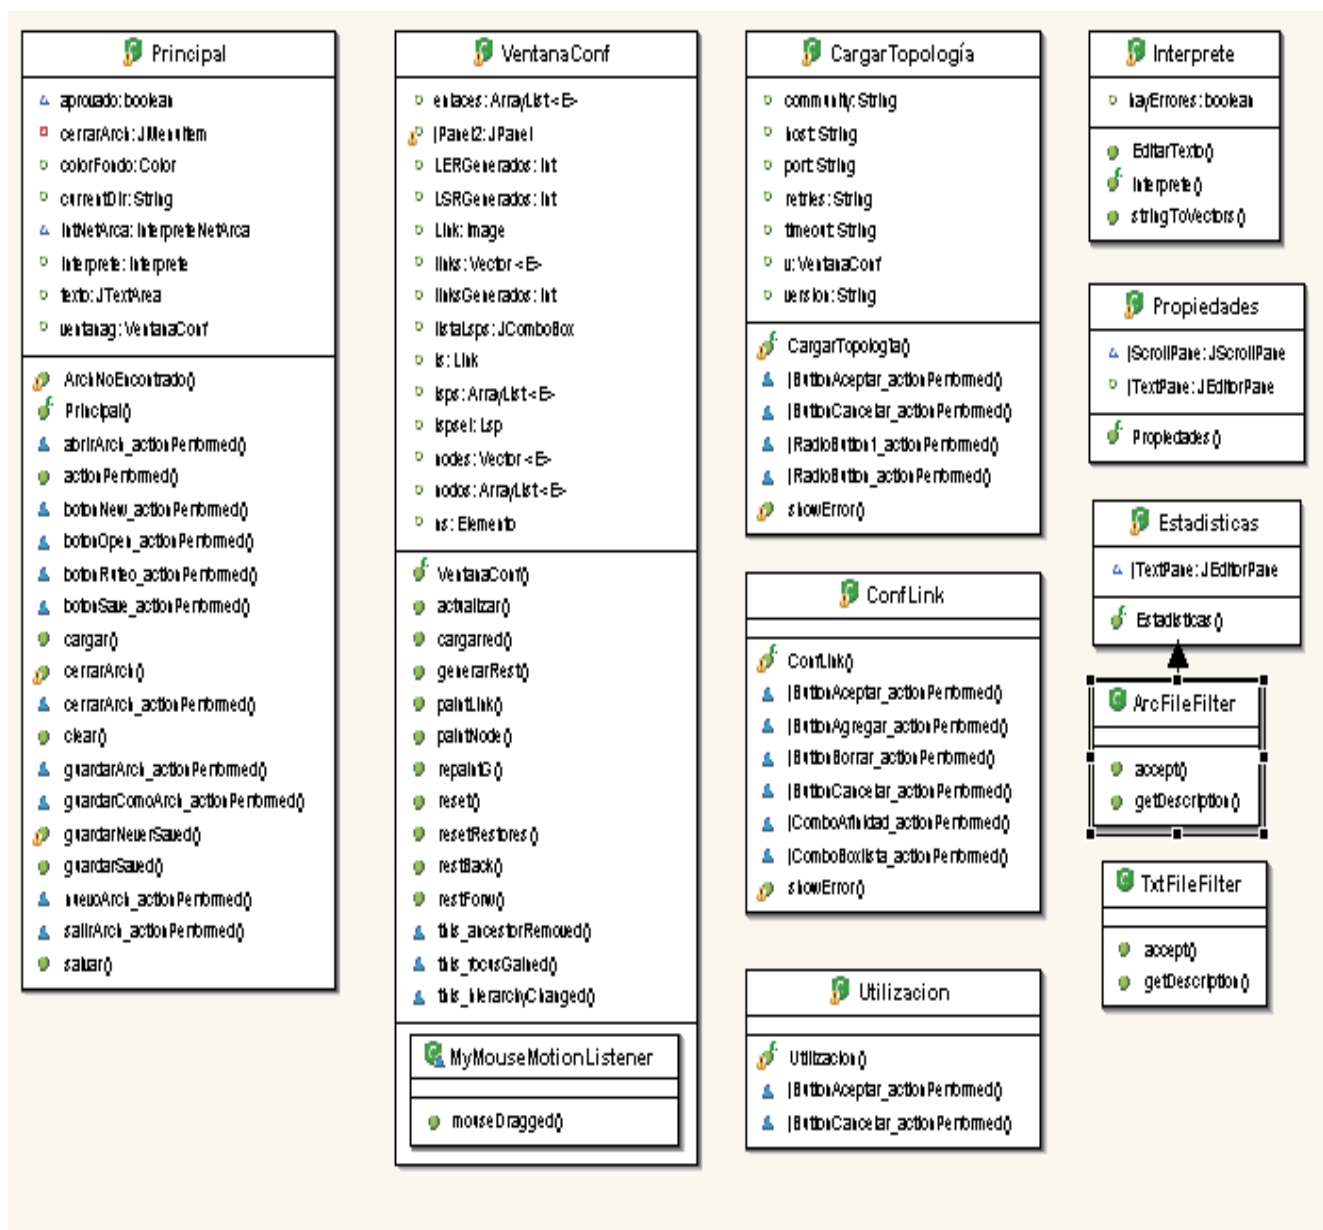 Principal
aprovado: boolean
cerrarArch: JMenuItem
colorFondo: Color
currentDir: String
intNetArca: InterpreteNetArca
interprete: Interprete
texto: JTextArea
ventanag: VentanaConf
ArchNoEncontrado()
Principal()
abrirArch_actionPerformed()
actionPerformed()
botonNew_actionPerformed()
botonOpen_actionPerformed()
botonRuteo_actionPerformed()
botonSave_actionPerformed()
cargar()
cerrarArch()
cerrarArch_actionPerformed()
clear()
guardarArch_actionPerformed()
guardarComoArch_actionPerformed()
guardarNeverSaved()
guardarSaved()
nuevoArch_actionPerformed()
salirArch_actionPerformed()
salvar()
VentanaConf
enlaces: ArrayList<E>
jPanel2: JPanel
LERGenerados: int
LSRGenerados: int
Link: Image
links: Vector<E>
linksGenerados: int
listaLsps: JComboBox
ls: Link
lsps: ArrayList<E>
lspsel: Lsp
nodes: Vector<E>
nodos: ArrayList<E>
ns: Elemento
VentanaConf()
actualizar()
cargarred()
generarRest()
paintLink()
paintNode()
repaintG()
reset()
resetRestores()
restBack()
restForw()
this_ancestorRemoved()
this_focusGained()
this_hierarchyChanged()
MyMouseMotionListener
mouseDragged()
CargarTopología
community: String
host: String
port: String
retries: String
timeout: String
v: VentanaConf
version: String
CargarTopología()
jButtonAceptar_actionPerformed()
jButtonCancelar_actionPerformed()
jRadioButton1_actionPerformed()
jRadioButton_actionPerformed()
showError()
ConfLink
ConfLink()
jButtonAceptar_actionPerformed()
jButtonAgregar_actionPerformed()
jButtonBorrar_actionPerformed()
jButtonCancelar_actionPerformed()
jComboAfinidad_actionPerformed()
jComboBoxlista_actionPerformed()
showError()
Utilizacion
Utilizacion()
jButtonAceptar_actionPerformed()
jButtonCancelar_actionPerformed()
Interprete
hayErrores: boolean
EditarTexto()
Interprete()
stringToVectors()
Propiedades
jScrollPane: JScrollPane
jTextPane: JEditorPane
Propiedades()
Estadisticas
jTextPane: JEditorPane
Estadisticas()
ArcFileFilter
accept()
getDescription()
TxtFileFilter
accept()
getDescription()